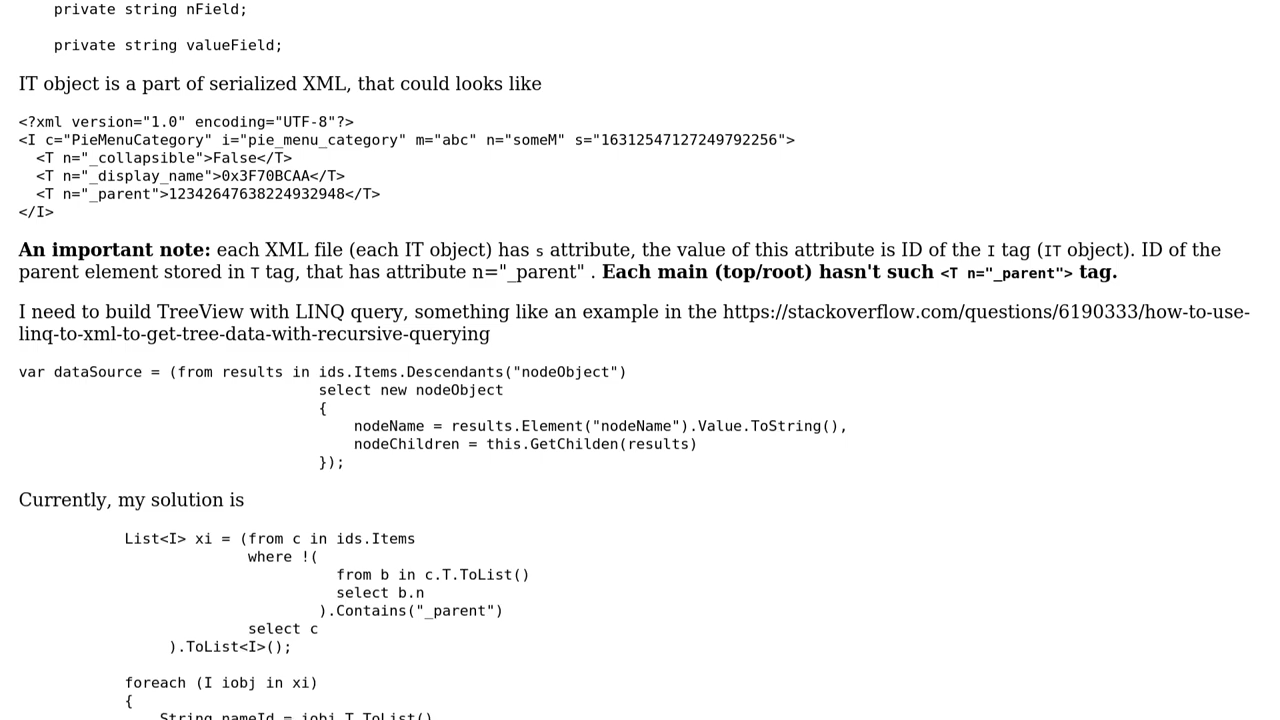 private string nField;
private string valueField;
IT object is a part of serialized XML, that could looks like
<?xml version="1.0" encoding="UTF-8"?>
<I c="PieMenuCategory" i="pie_menu_category" m="abc" n="someM" s="16312547127249792256">
<T n="_collapsible">False</T>
<T n="_display_name">0x3F70BCAA</T>
<T n="_parent">12342647638224932948</T>
</I>
An important note: each XML file (each IT object) has s attribute, the value of this attribute is ID of the I tag (IT object). ID of the
parent element stored in T tag, that has attribute n="_parent" . Each main (top/root) hasn't such <T n="_parent"> tag.
I need to build TreeView with LINQ query, something like an example in the https://stackoverflow.com/questions/6190333/how-to-use-
linq-to-xml-to-get-tree-data-with-recursive-querying
var dataSource = (from results in ids.Items.Descendants("nodeObject")
select new nodeObject
{
nodeName = results.Element("nodeName").Value.ToString(),
nodeChildren = this.GetChilden(results)
});
Currently, my solution is
List<I> xi = (from c in ids.Items
where !(
from b in c.T.ToList()
select b.n
).Contains("_parent")
select c
).ToList<I>();
foreach (I iobj in xi)
{
String nameId = iobj.T.ToList()